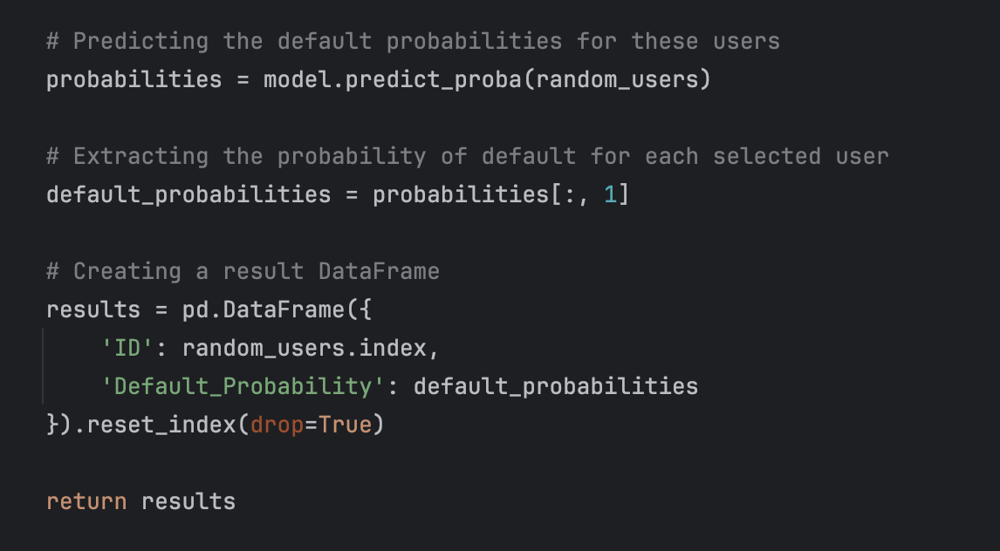 # Predicting the default probabilities for these users
probabilities = model.predict_proba(random_users)
# Extracting the probability of default for each selected user
default_probabilities = probabilities[:, 1]
# Creating a result DataFrame
results = pd.DataFrame({
    'ID': random_users.index,
    'Default_Probability': default_probabilities
}).reset_index(drop=True)
return results